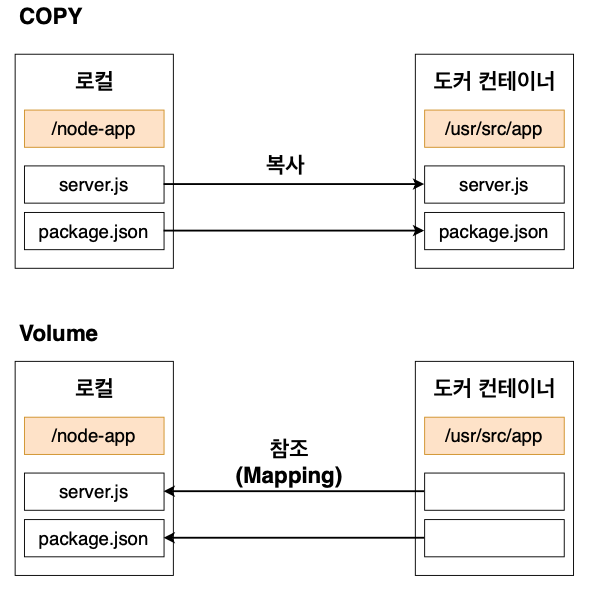 COPY
로컬
도커 컨테이너
/node-app
/usr/src/app
복사
server.js
server.js
package.json
package.json
Volume
로컬
도커 컨테이너
/node-app
/usr/src/app
참조
(Mapping)
server.js
package.json